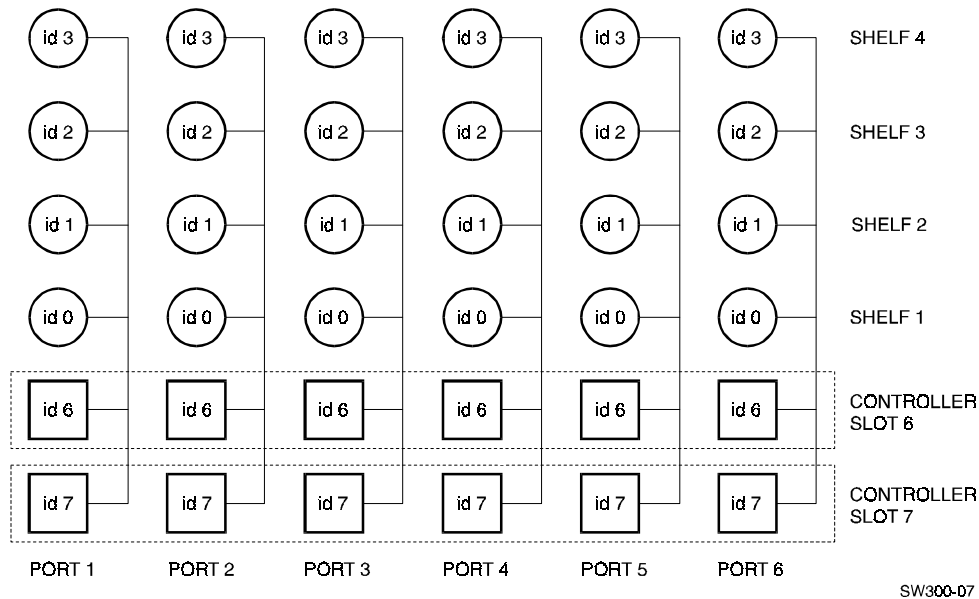 id 3 id 3 id 3 id 3 id 3 id 3 SHELF 4
id 2 id 2 id 2 id 2 id 2 id 2 SHELF 3
id 1 id 1 id 1 id 1 id 1 id 1 SHELF 2
id 0 id 0 id 0 id 0 id 0 id 0 SHELF 1
id 6 id 6 id 6 id 6 id 6 id 6 CONTROLLER
SLOT 6
id 7 id 7 id 7 id 7 id 7 id 7 CONTROLLER
SLOT 7
PORT 1 PORT 2 PORT 3 PORT 4 PORT 5 PORT 6
SW300-07